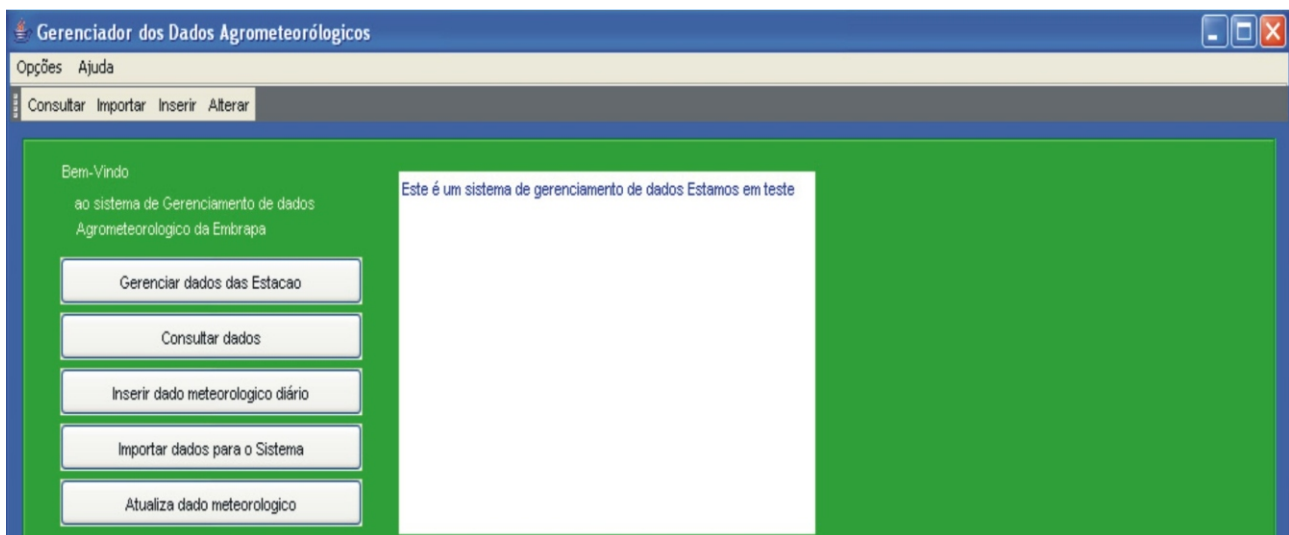 Gerenciador dos Dados Agrometeorólogicos
Opções Ajuda
Consultar Importar Inserir Alterar
Bem-Vindo
ao sistema de Gerenciamento de dados
Agrometeorologico da Embrapa
Gerenciar dados das Estacao
Consultar dados
Inserir dado meteorologico diário
Importar dados para o Sistema
Atualiza dado meteorologico
Este é um sistema de gerenciamento de dados Estamos em teste